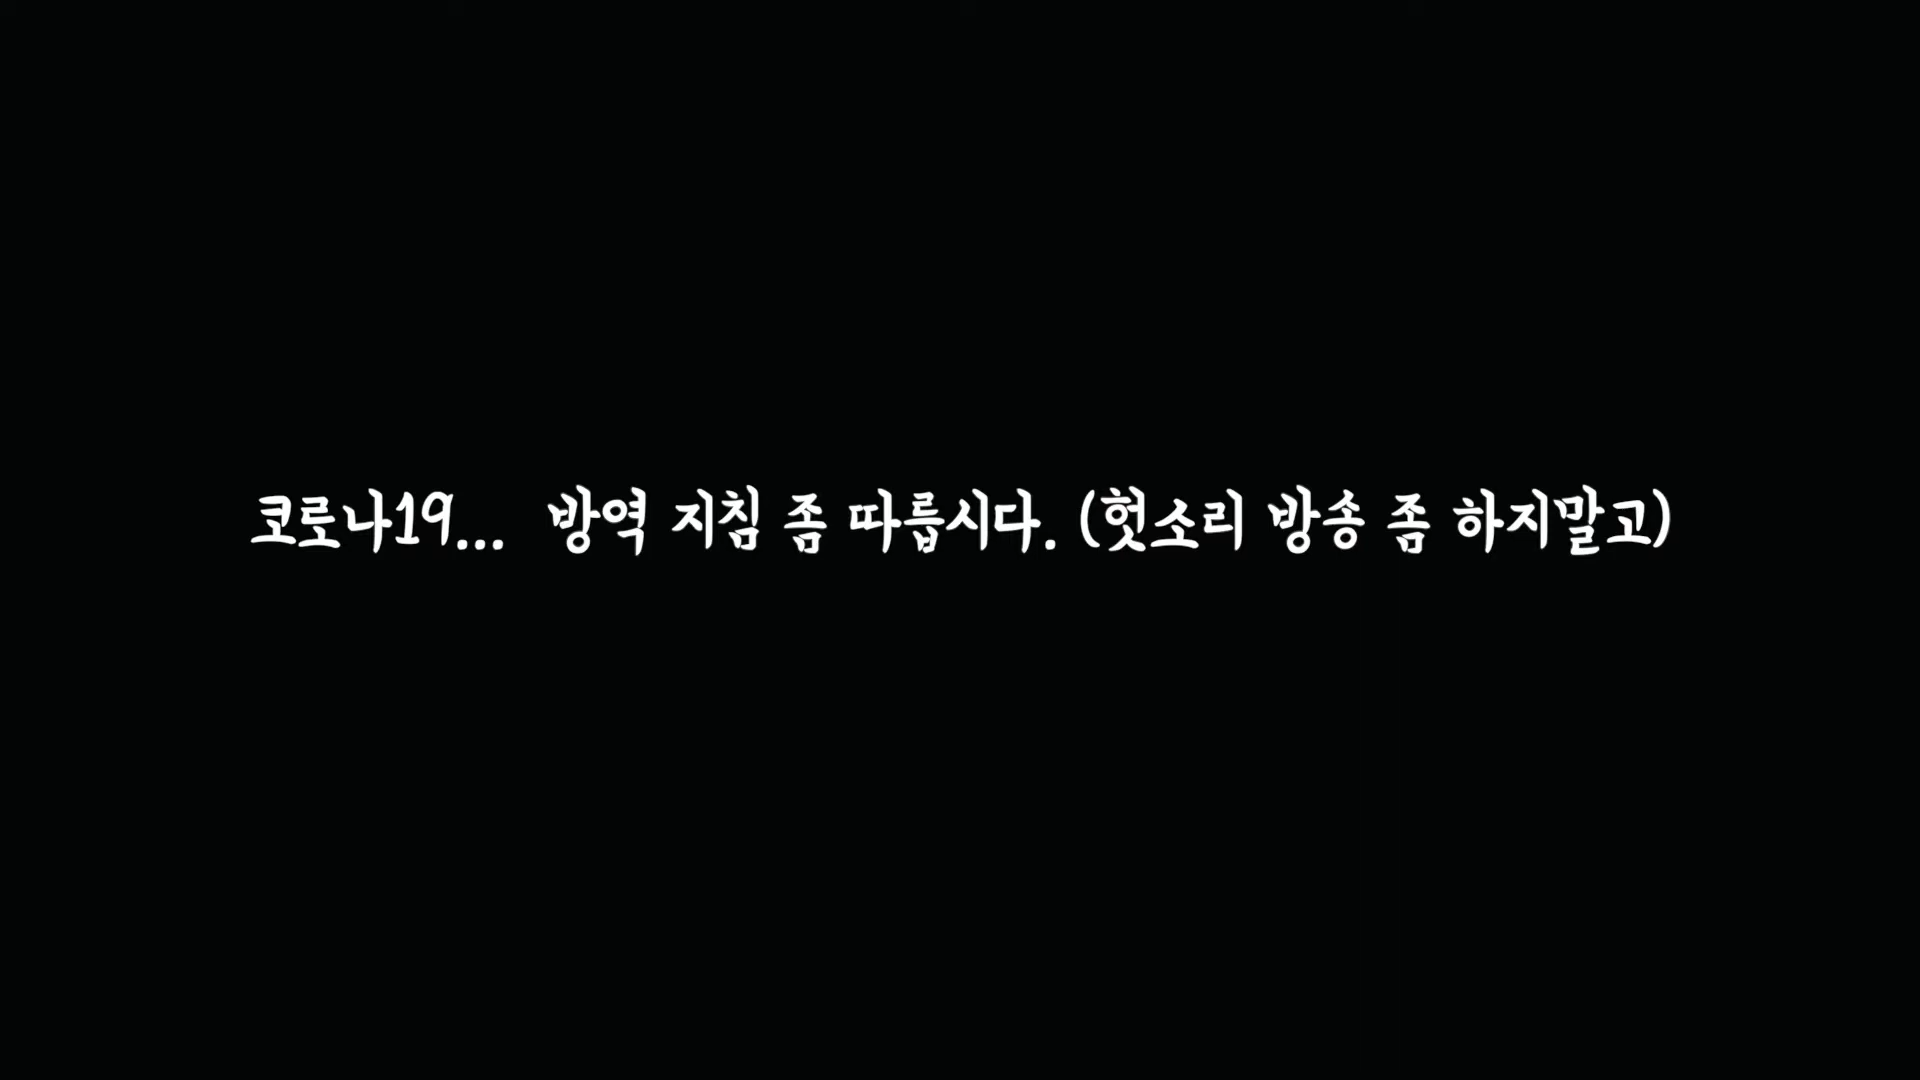 코로나19... 방역 지침 좀 따릅시다. (헛소리 방송 좀 하지말고)